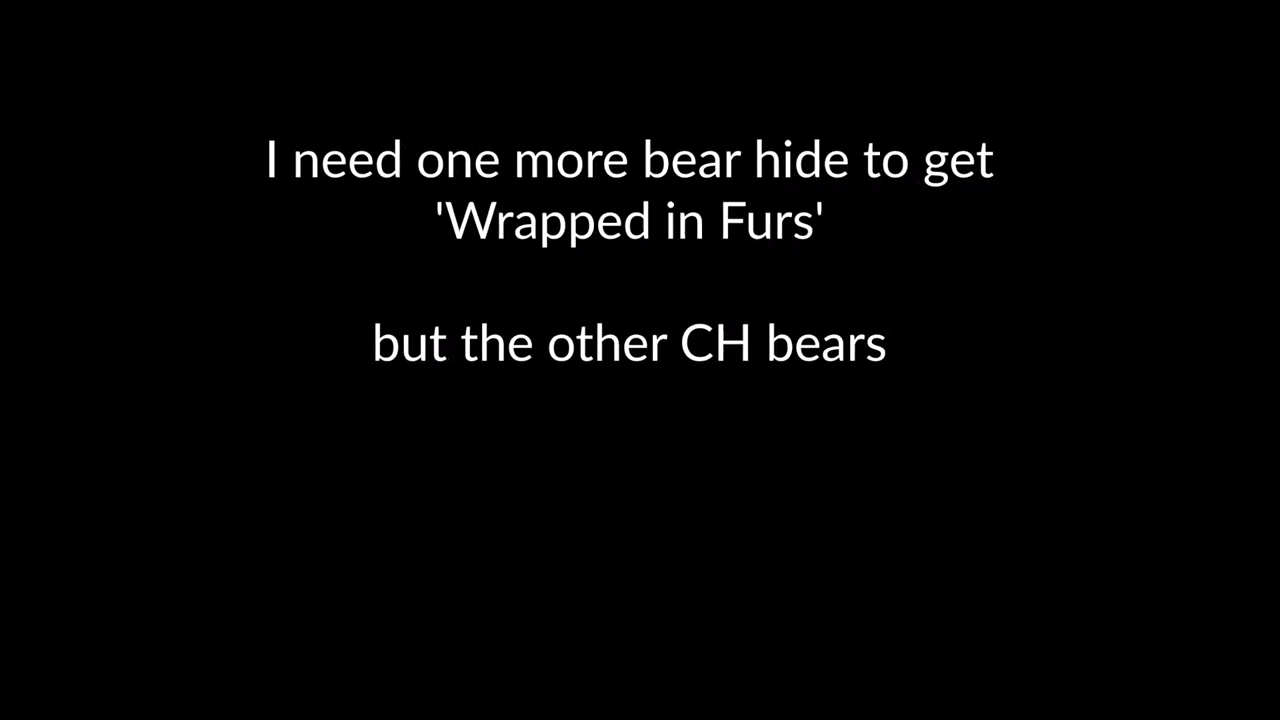 I need one more bear hide to get
'Wrapped in Furs'
but the other CH bears